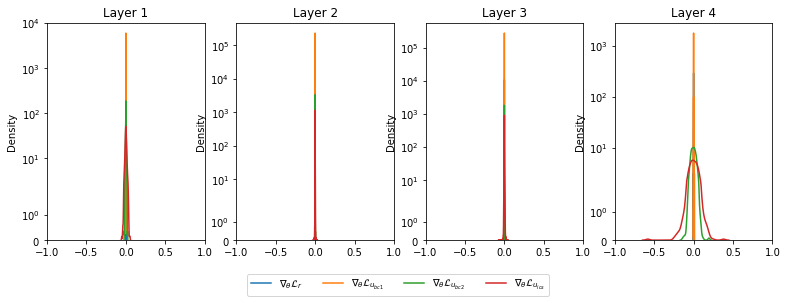 Layer 1 Layer 2 Layer 3 Layer 4
Density Density Density Density
10⁴ 10³ 10² 10¹ 10⁰ 0
10⁵ 10⁴ 10³ 10² 10¹ 10⁰ 0
10⁵ 10⁴ 10³ 10² 10¹ 10⁰ 0
10³ 10² 10¹ 10⁰ 0
−1.0 −0.5 0.0 0.5 1.0 −1.0 −0.5 0.0 0.5 1.0 −1.0 −0.5 0.0 0.5 1.0 −1.0 −0.5 0.0 0.5 1.0
∇θℒr ∇θℒu_bc1 ∇θℒu_bc2 ∇θℒu_ics